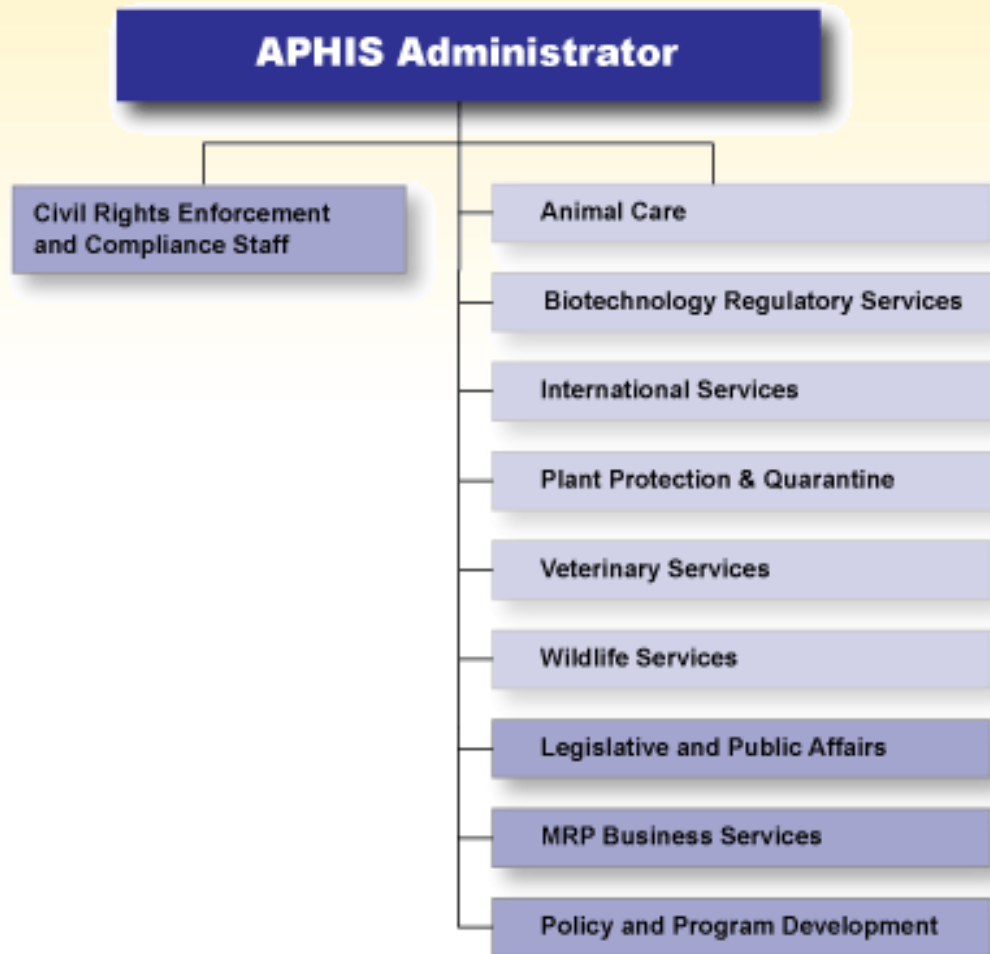 APHIS Administrator
Civil Rights Enforcement
and Compliance Staff
Animal Care
Biotechnology Regulatory Services
International Services
Plant Protection & Quarantine
Veterinary Services
Wildlife Services
Legislative and Public Affairs
MRP Business Services
Policy and Program Development